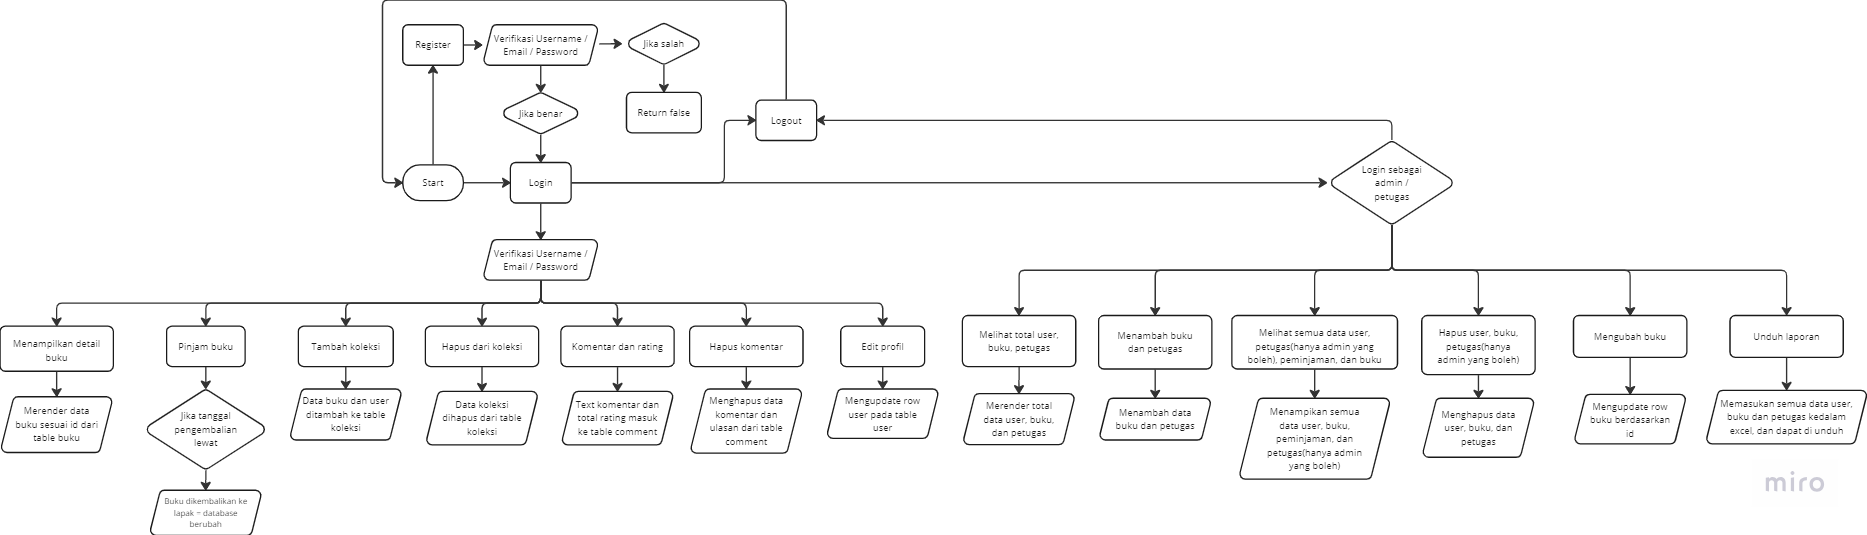 Register
Verifikasi Username /
Email / Password
Jika salah
Jika benar
Return false
Logout
Start
Login
Login sebagai
admin /
petugas
Verifikasi Username /
Email / Password
Menampilkan detail
buku
Pinjam buku
Tambah koleksi
Hapus dari koleksi
Komentar dan rating
Hapus komentar
Edit profil
Melihat total user,
buku, petugas
Menambah buku
dan petugas
Melihat semua data user,
petugas(hanya admin yang
boleh), peminjaman, dan buku
Hapus user, buku,
petugas(hanya
admin yang boleh)
Mengubah buku
Unduh laporan
Merender data
buku sesuai id dari
table buku
Jika tanggal
pengembalian
lewat
Data buku dan user
ditambah ke table
koleksi
Data koleksi
dihapus dari table
koleksi
Text komentar dan
total rating masuk
ke table comment
Menghapus data
komentar dan
ulasan dari table
comment
Mengupdate row
user pada table
user
Merender total
data user, buku,
dan petugas
Menambah data
buku dan petugas
Menampikan semua
data user, buku,
peminjaman, dan
petugas(hanya admin
yang boleh)
Menghapus data
user, buku, dan
petugas
Mengupdate row
buku berdasarkan
id
Memasukan semua data user,
buku dan petugas kedalam
excel, dan dapat di unduh
Buku dikembalikan ke
lapak ~ database
berubah
miro